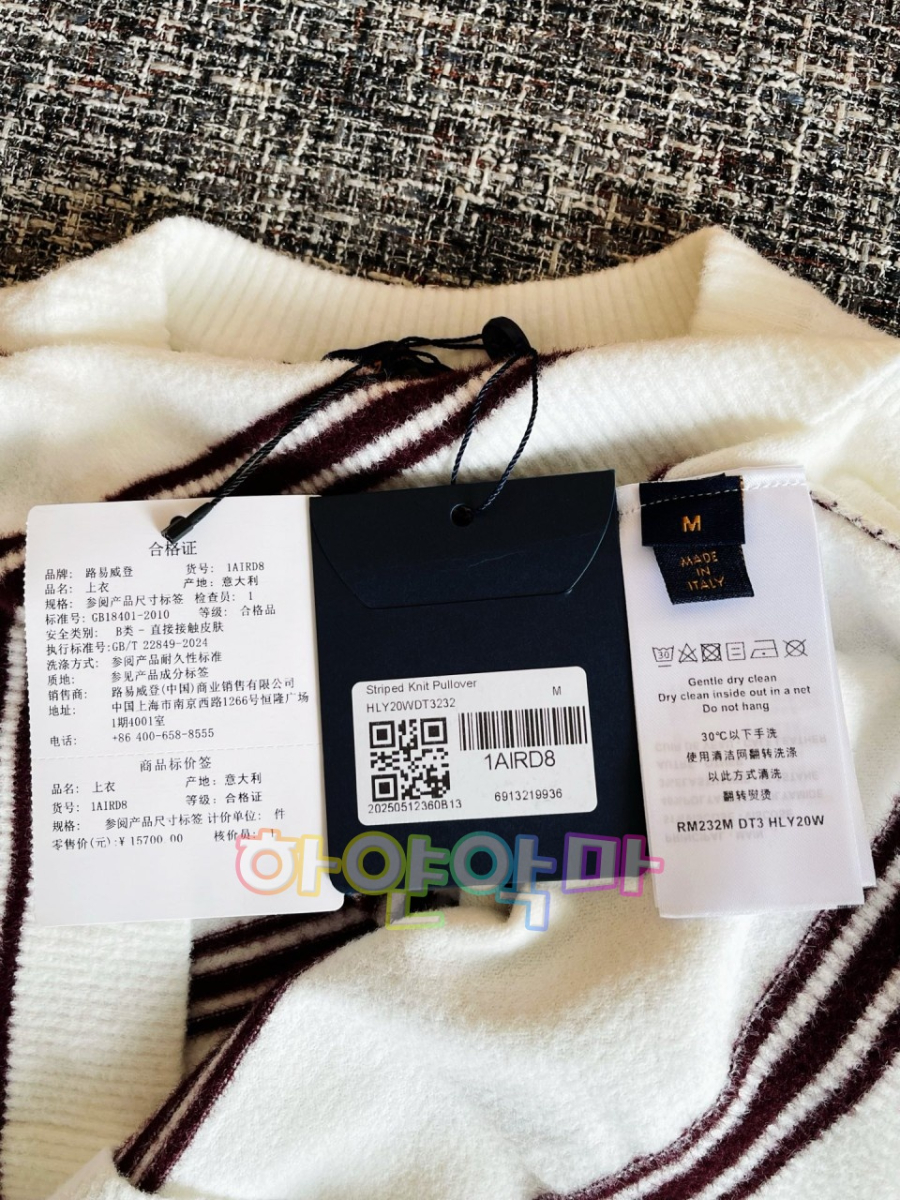 合格证
品牌: 路易威登 货号: 1AIRD8
品名: 上衣 产地: 意大利
规格: 参阅产品尺寸标签 检查员: 1
标准号: GB18401-2010 等级: 合格品
安全类别: B类 - 直接接触皮肤
执行标准号:GB/T 22849-2024
洗涤方式: 参阅产品耐久性标准
质地: 参见产品成分标签
销售商: 路易威登(中国)商业销售有限公司
地址: 中国上海市南京西路1266号恒隆广场
1期4001室
电话: +86 400-658-8555
商品标价签
品名: 上衣 产地: 意大利
货号: 1AIRD8 等级: 合格证
规格: 参阅产品尺寸标签 计价单位: 件
零售价(元):¥ 15700 00 核价员: 1
Striped Knit Pullover M
HLY20WDT3232
1AIRD8
20250512360B13 6913219936
M
MADE
IN
ITALY
30
Gentle dry clean
Dry clean inside out in a net
Do not hang
30℃以下手洗
使用清洁网翻转洗涤
以此方式清洗
翻转熨烫
RM232M DT3 HLY20W
하얀악마